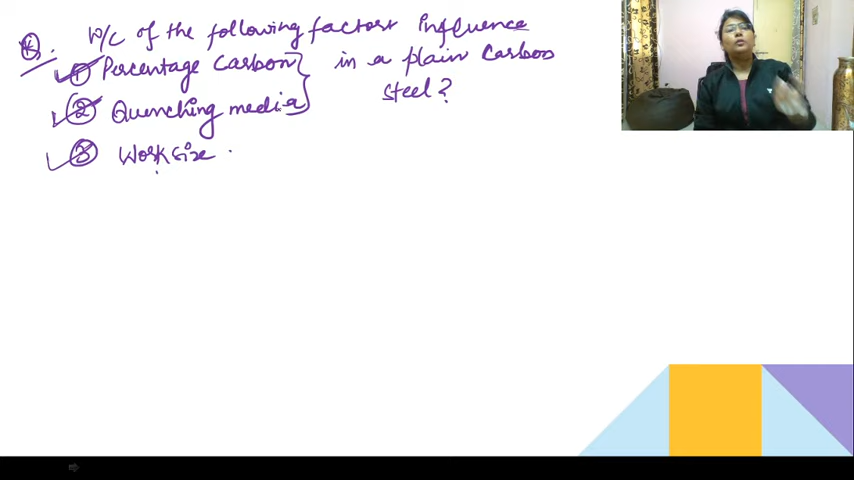 Q. W/C of the following factors influence
① Percentage Carbon } in a plain Carbon
② Quenching media steel?
③ Work size .